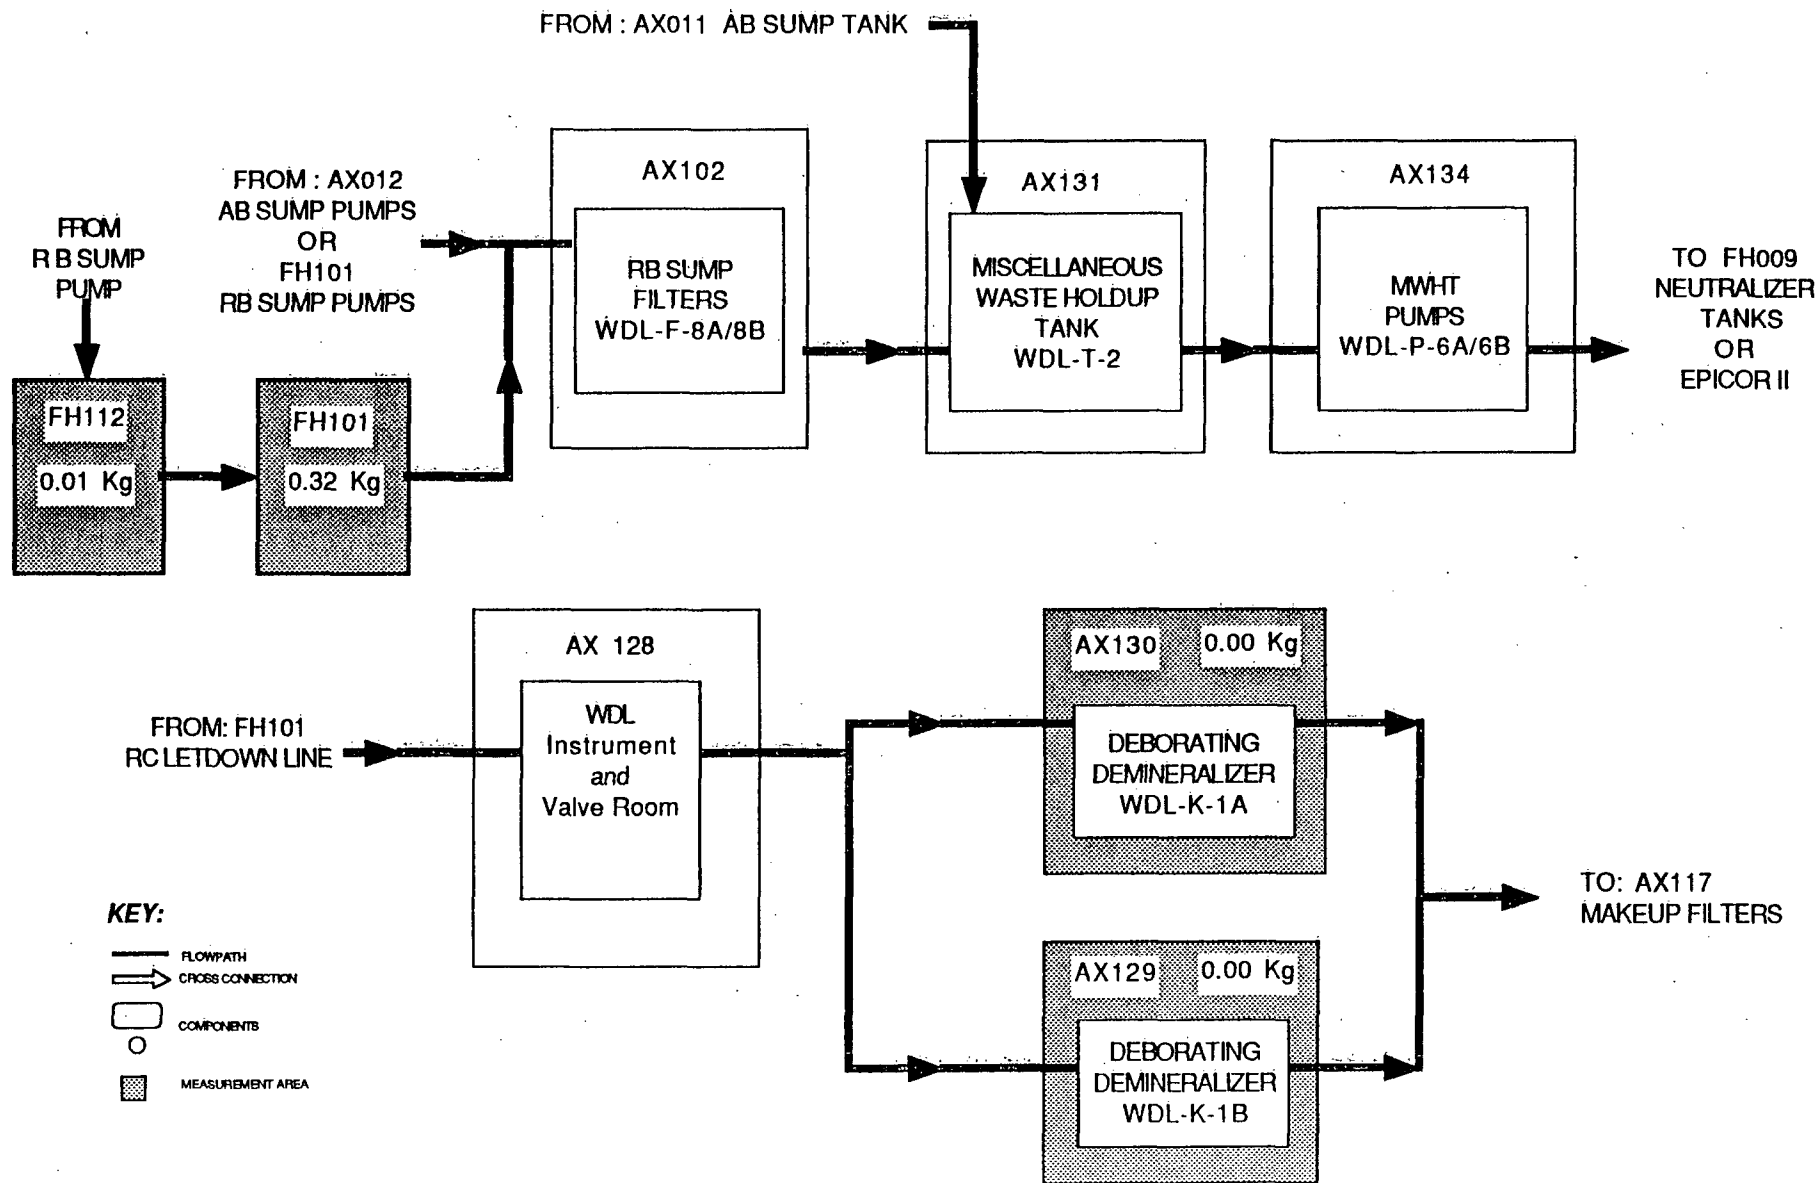 FROM : AX011 AB SUMP TANK
FROM
R B SUMP
PUMP
FROM : AX012
AB SUMP PUMPS
OR
FH101
RB SUMP PUMPS
AX102
RB SUMP
FILTERS
WDL-F-8A/8B
AX131
MISCELLANEOUS
WASTE HOLDUP
TANK
WDL-T-2
AX134
MWHT
PUMPS
WDL-P-6A/6B
TO FH009
NEUTRALIZER
TANKS
OR
EPICOR II
FH112
0.01 Kg
FH101
0.32 Kg
FROM: FH101
RC LETDOWN LINE
AX 128
WDL
Instrument
and
Valve Room
AX130 0.00 Kg
DEBORATING
DEMINERALIZER
WDL-K-1A
AX129 0.00 Kg
DEBORATING
DEMINERALIZER
WDL-K-1B
TO: AX117
MAKEUP FILTERS
KEY:
FLOWPATH
CROSS CONNECTION
COMPONENTS
MEASUREMENT AREA